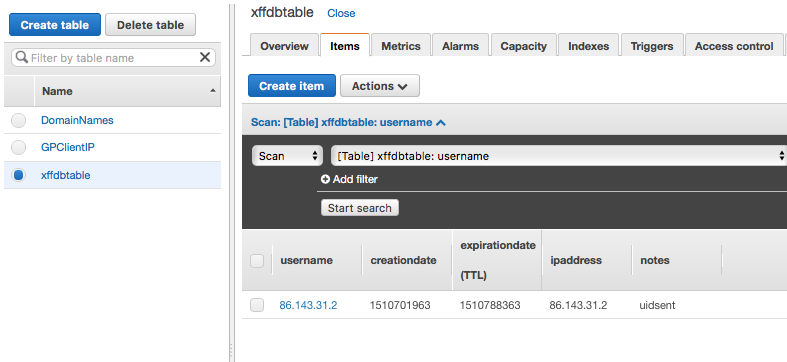 Create table Delete table
Filter by table name
Name
DomainNames
GPClientIP
xffdbtable
xffdbtable Close
Overview Items Metrics Alarms Capacity Indexes Triggers Access control
Create item Actions
Scan: [Table] xffdbtable: username
Scan [Table] xffdbtable: username
Add filter
Start search
username creationdate expirationdate (TTL) ipaddress notes
86.143.31.2 1510701963 1510788363 86.143.31.2 uidsent